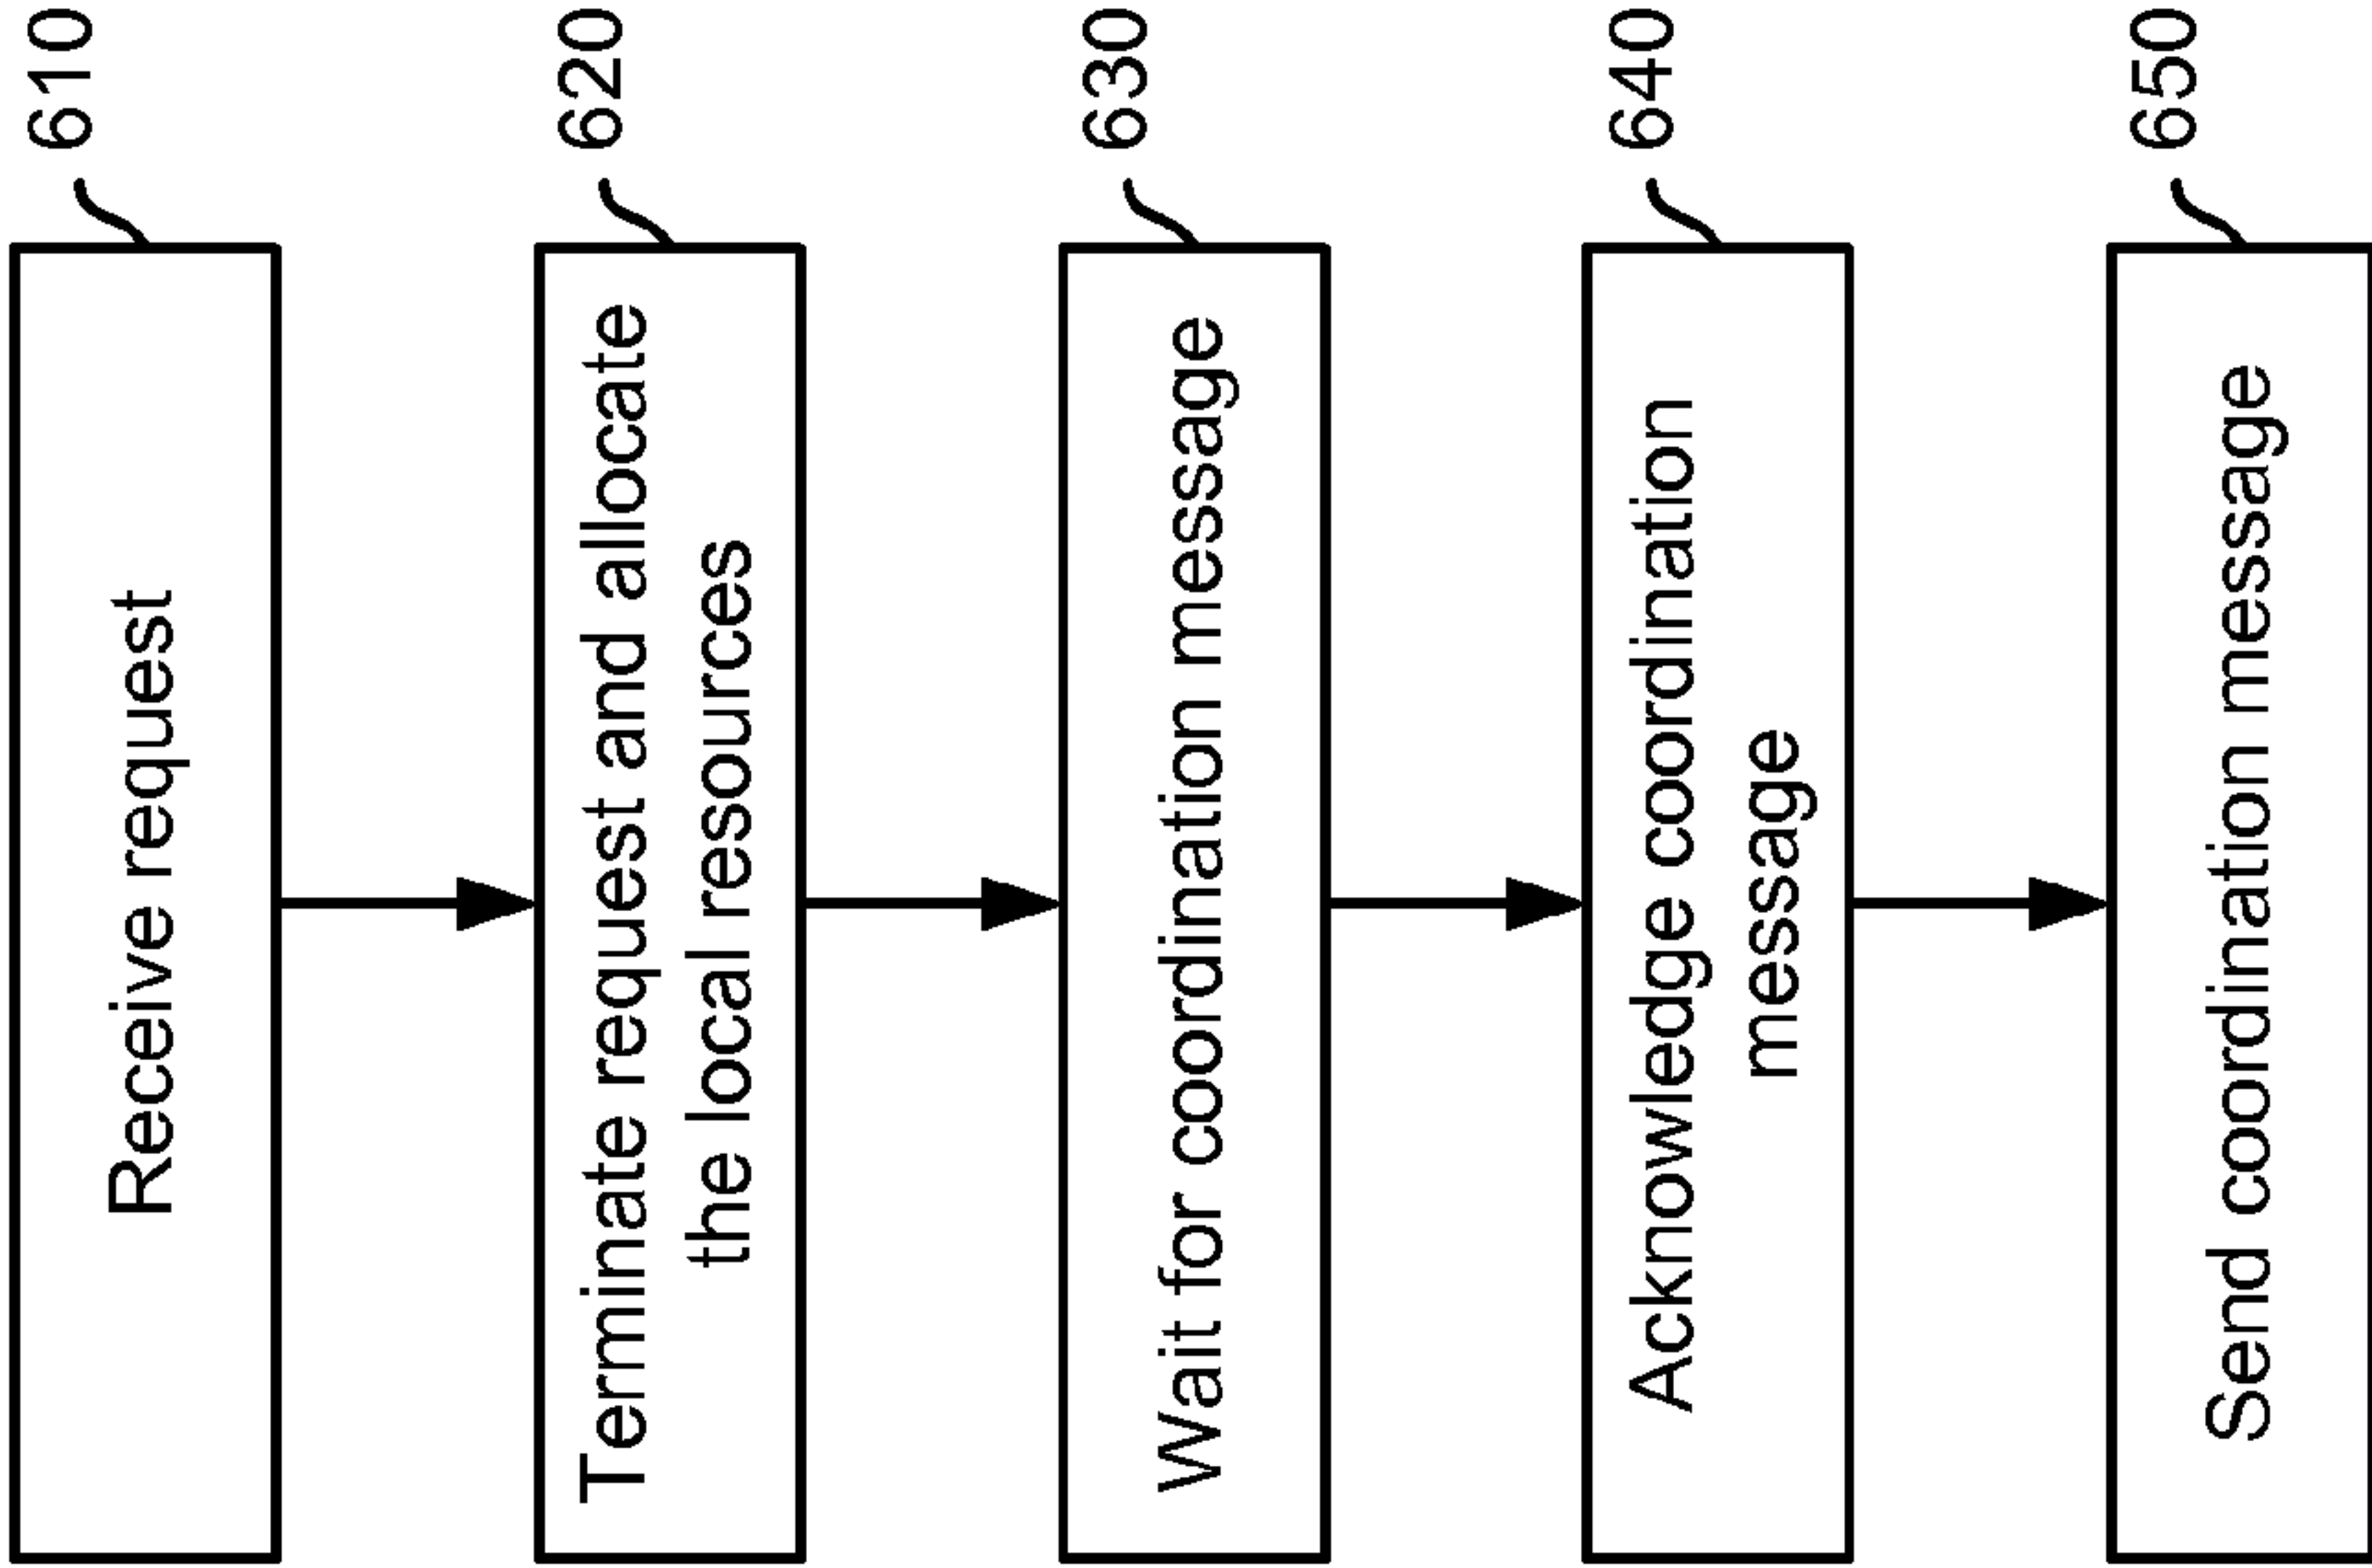 610
Receive request
620
Terminate request and allocate
the local resources
630
Wait for coordination message
640
Acknowledge coordination
message
650
Send coordination message